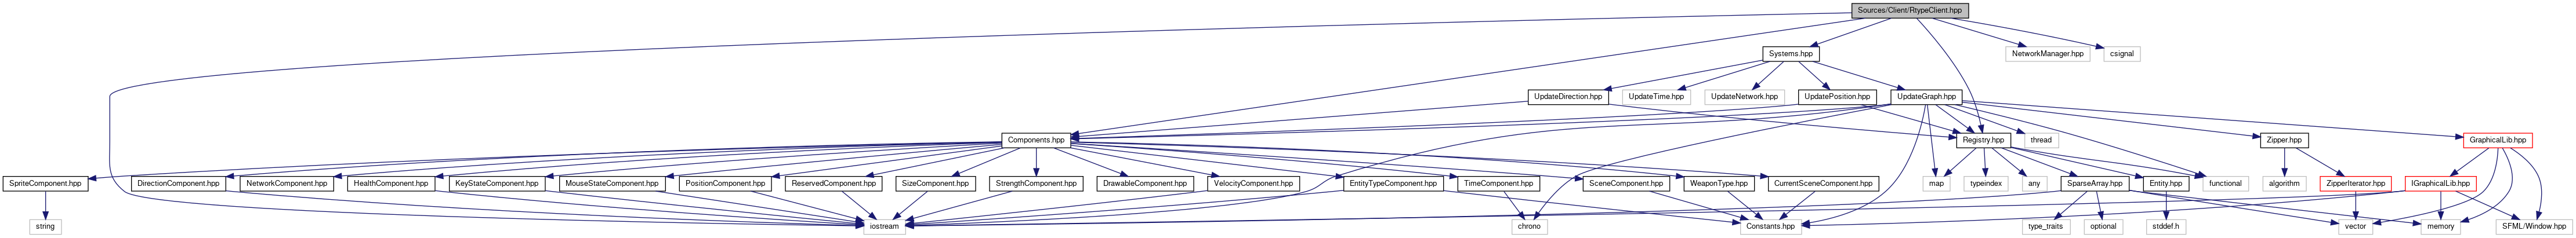 Sources/Client/RtypeClient.hpp
Systems.hpp
NetworkManager.hpp
csignal
UpdateDirection.hpp
UpdateTime.hpp
UpdateNetwork.hpp
UpdatePosition.hpp
UpdateGraph.hpp
Components.hpp
Registry.hpp
thread
Zipper.hpp
GraphicalLib.hpp
SpriteComponent.hpp
DirectionComponent.hpp
NetworkComponent.hpp
HealthComponent.hpp
KeyStateComponent.hpp
MouseStateComponent.hpp
PositionComponent.hpp
ReservedComponent.hpp
SizeComponent.hpp
StrengthComponent.hpp
DrawableComponent.hpp
VelocityComponent.hpp
EntityTypeComponent.hpp
TimeComponent.hpp
SceneComponent.hpp
WeaponType.hpp
CurrentSceneComponent.hpp
map
typeindex
any
SparseArray.hpp
Entity.hpp
functional
algorithm
ZipperIterator.hpp
IGraphicalLib.hpp
string
iostream
chrono
Constants.hpp
type_traits
optional
stddef.h
vector
memory
SFML/Window.hpp